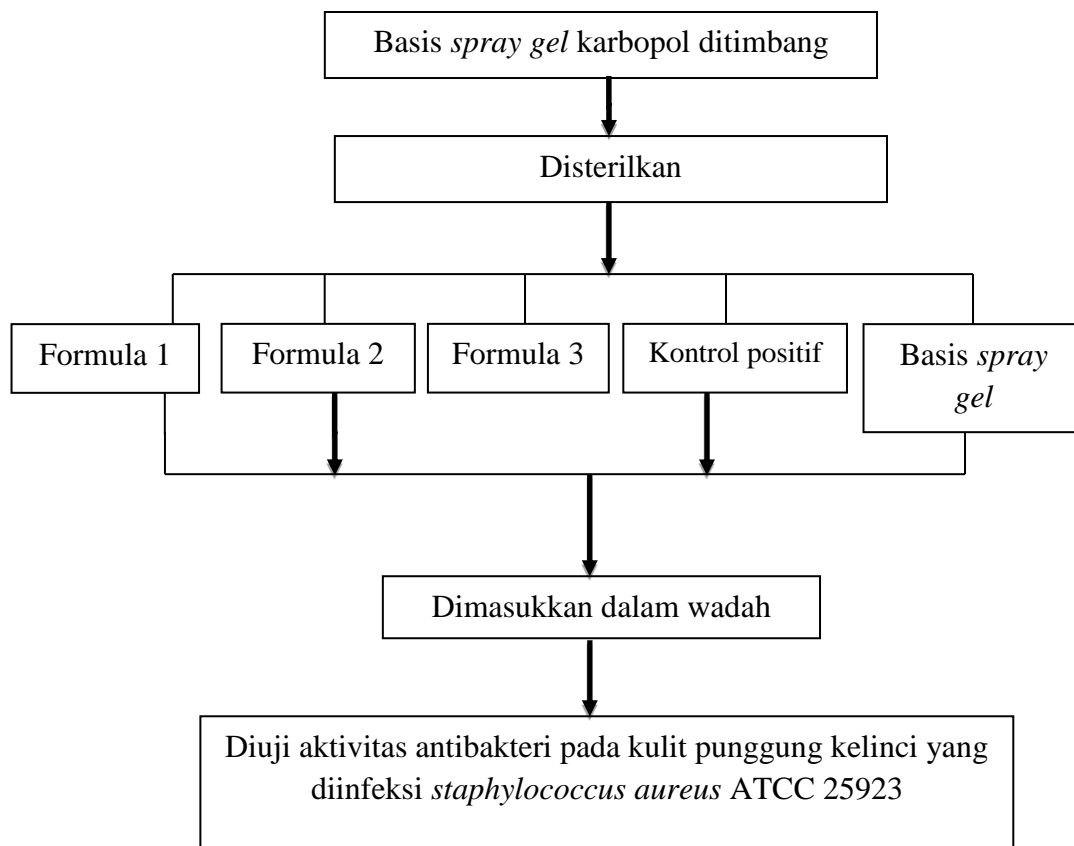 Basis spray gel karbopol ditimbang
Disterilkan
Formula 1
Formula 2
Formula 3
Kontrol positif
Basis spray
gel
Dimasukkan dalam wadah
Diuji aktivitas antibakteri pada kulit punggung kelinci yang
diinfeksi staphylococcus aureus ATCC 25923